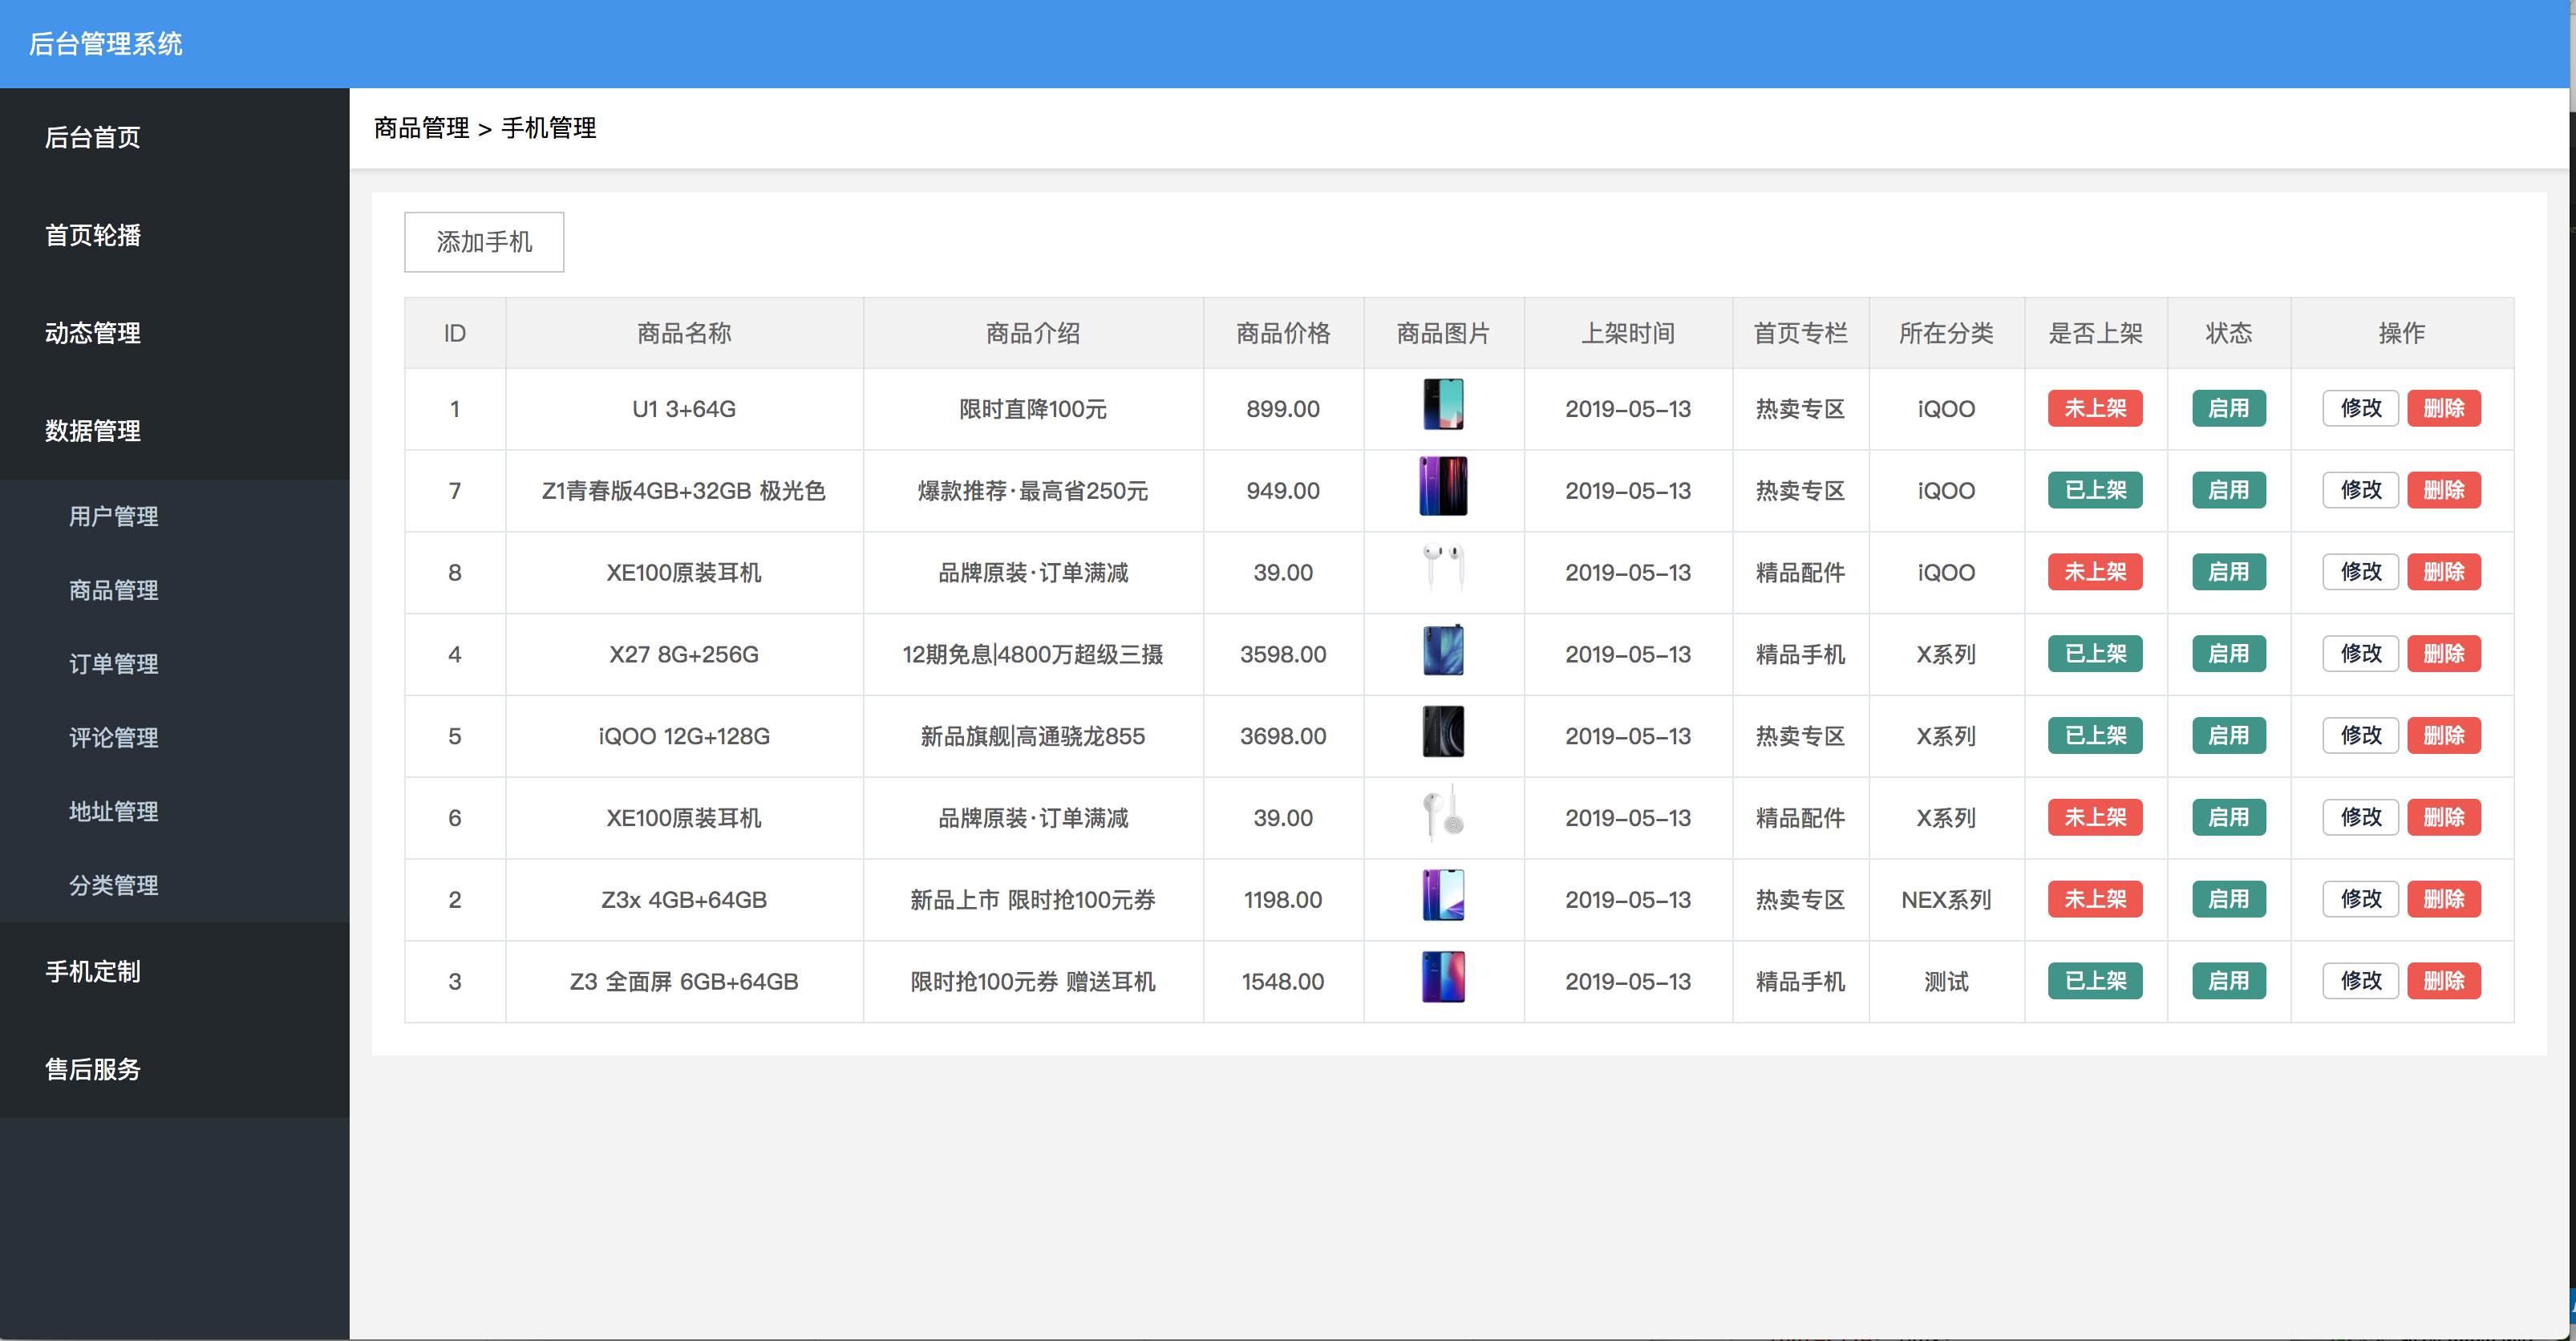 后台管理系统
后台首页
首页轮播
动态管理
数据管理
用户管理
商品管理
订单管理
评论管理
地址管理
分类管理
手机定制
售后服务
商品管理 > 手机管理
添加手机
ID 商品名称 商品介绍 商品价格 商品图片 上架时间 首页专栏 所在分类 是否上架 状态 操作
1 U1 3+64G 限时直降100元 899.00 2019-05-13 热卖专区 iQOO 未上架 启用 修改 删除
7 Z1青春版4GB+32GB 极光色 爆款推荐·最高省250元 949.00 2019-05-13 热卖专区 iQOO 已上架 启用 修改 删除
8 XE100原装耳机 品牌原装·订单满减 39.00 2019-05-13 精品配件 iQOO 未上架 启用 修改 删除
4 X27 8G+256G 12期免息|4800万超级三摄 3598.00 2019-05-13 精品手机 X系列 已上架 启用 修改 删除
5 iQOO 12G+128G 新品旗舰|高通骁龙855 3698.00 2019-05-13 热卖专区 X系列 已上架 启用 修改 删除
6 XE100原装耳机 品牌原装·订单满减 39.00 2019-05-13 精品配件 X系列 未上架 启用 修改 删除
2 Z3x 4GB+64GB 新品上市 限时抢100元券 1198.00 2019-05-13 热卖专区 NEX系列 未上架 启用 修改 删除
3 Z3 全面屏 6GB+64GB 限时抢100元券 赠送耳机 1548.00 2019-05-13 精品手机 测试 已上架 启用 修改 删除